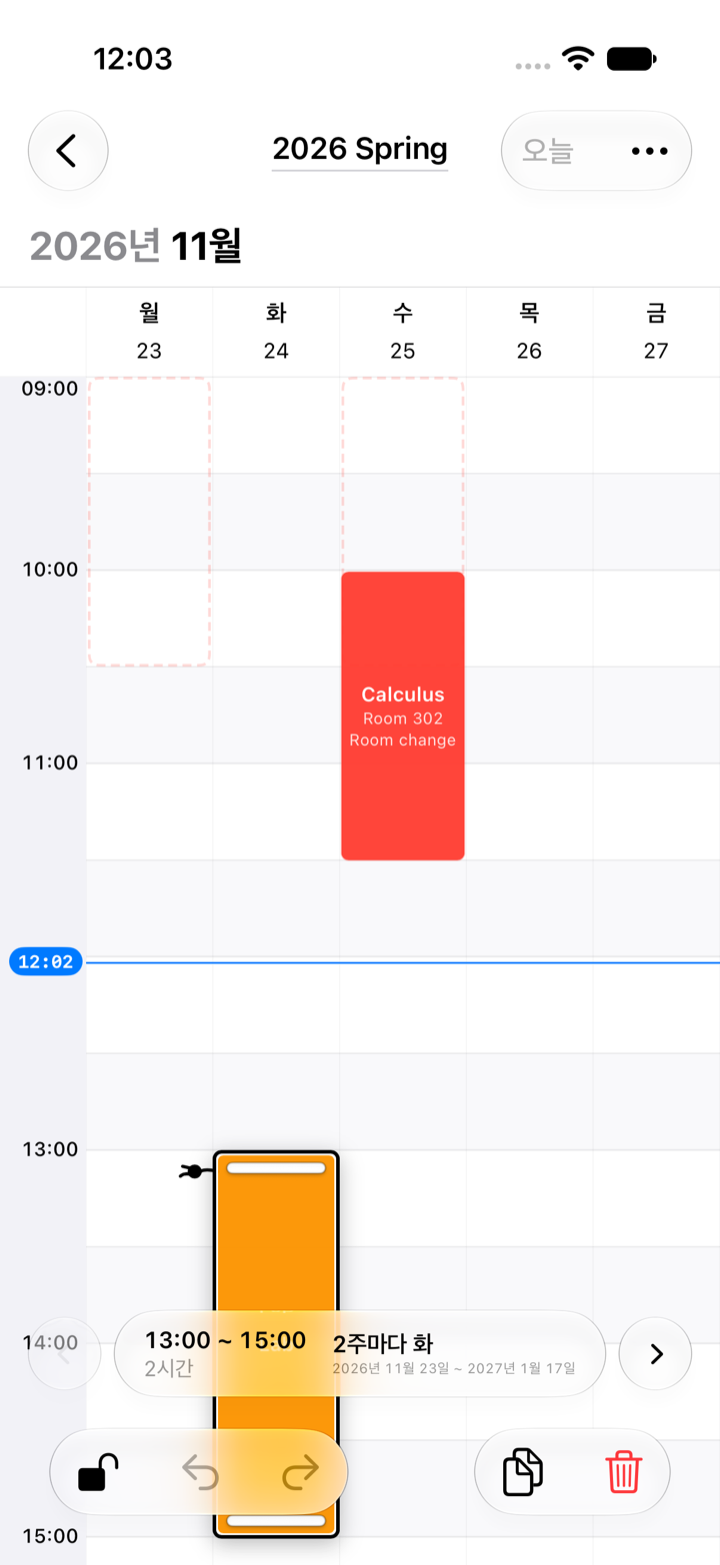 12:03
2026 Spring
오늘
2026년 11월
월 화 수 목 금
23 24 25 26 27
09:00
10:00
Calculus
Room 302
Room change
11:00
12:02
13:00
14:00
13:00 ~ 15:00
2시간
2주마다 화
2026년 11월 23일 ~ 2027년 1월 17일
15:00